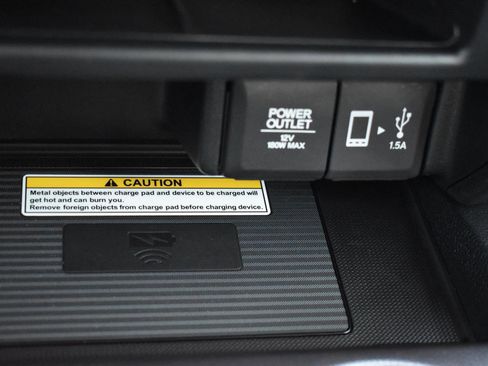 POWER
OUTLET
12V
180W MAX
1.5A
CAUTION
Metal objects between charge pad and device to be charged will
get hot and can burn you.
Remove foreign objects from charge pad before charging device.